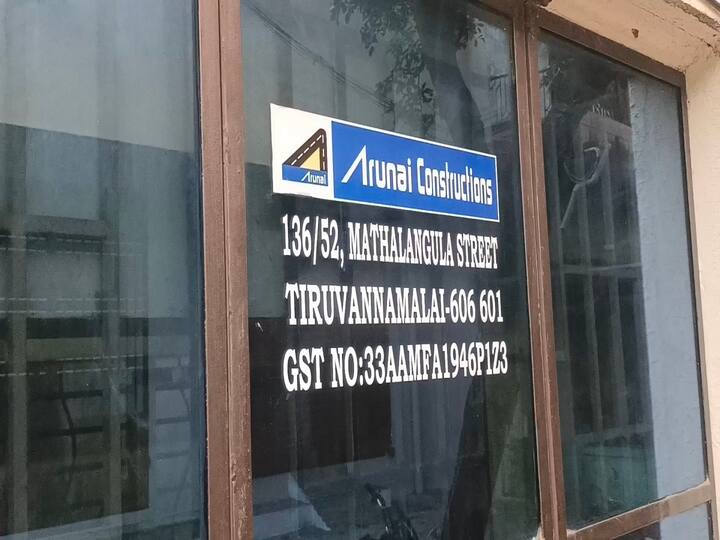 Arunai
Arunai Constructions
136/52, MATHALANGULA STREET
TIRUVANNAMALAI-606 601
GST NO:33AAMFA1946P1Z3